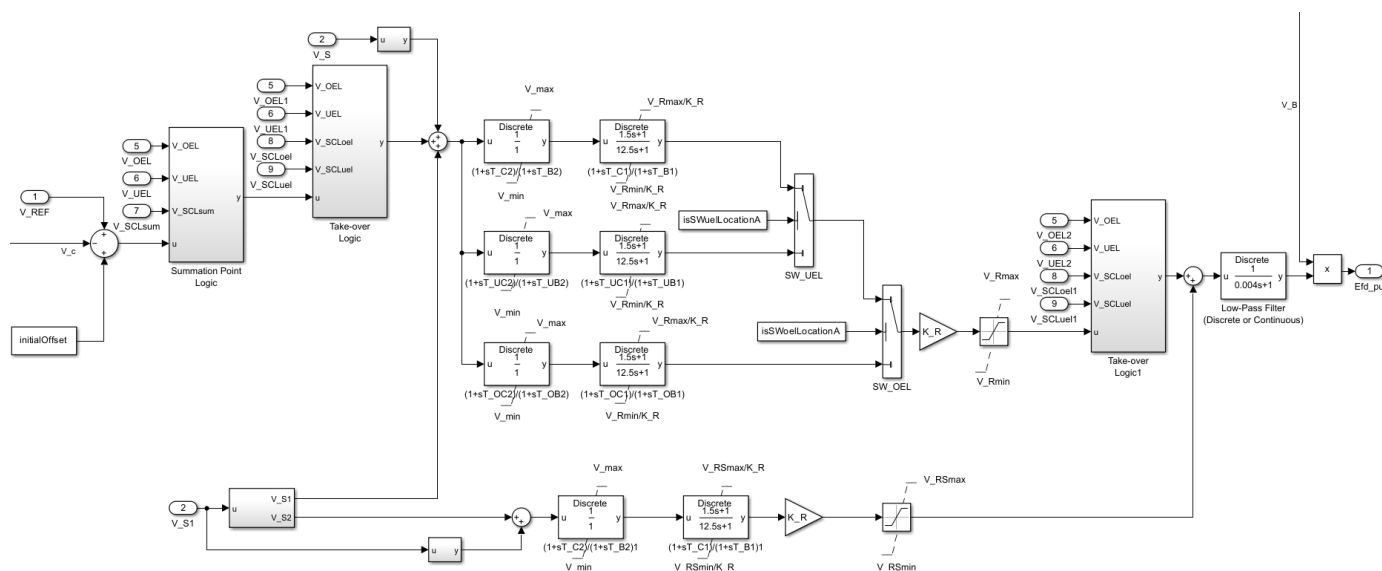 2
V_S
u
y
5
V_OEL1
6
V_UEL1
8
V_SCLoel
9
V_SCLuel
V_OEL
V_UEL
V_SCLoel
V_SCLuel
u
y
Take-over
Logic
5
V_OEL
6
V_UEL
7
V_SCLsum
V_OEL
V_UEL
V_SCLsum
u
y
Summation Point
Logic
1
V_REF
V_c
initialOffset
+
−
+
+
+
+
V_max
Discrete
u
1
1
y
(1+sT_C2)/(1+sT_B2)
V_min
V_Rmax/K_R
Discrete
u
1.5s+1
12.5s+1
y
(1+sT_C1)/(1+sT_B1)
V_Rmin/K_R
V_max
Discrete
u
1
1
y
(1+sT_UC2)/(1+sT_UB2)
V_min
V_Rmax/K_R
Discrete
u
1.5s+1
12.5s+1
y
(1+sT_UC1)/(1+sT_UB1)
V_Rmin/K_R
V_max
Discrete
u
1
1
y
(1+sT_OC2)/(1+sT_OB2)
V_min
V_Rmax/K_R
Discrete
u
1.5s+1
12.5s+1
y
(1+sT_OC1)/(1+sT_OB1)
V_Rmin/K_R
isSWuelLocationA
SW_UEL
isSWoelLocationA
SW_OEL
K_R
V_Rmax
V_Rmin
5
V_OEL2
6
V_UEL2
8
V_SCLoel1
9
V_SCLuel1
V_OEL
V_UEL
V_SCLoel
V_SCLuel
u
y
Take-over
Logic1
+
+
Discrete
u
1
0.004s+1
y
Low-Pass Filter
(Discrete or Continuous)
V_B
x
1
Efd_pu
2
V_S1
u
V_S1
V_S2
u
y
+
+
V_max
Discrete
u
1
1
y
(1+sT_C2)/(1+sT_B2)1
V_min
V_RSmax/K_R
Discrete
u
1.5s+1
12.5s+1
y
(1+sT_C1)/(1+sT_B1)1
V_RSmin/K_R
K_R
V_RSmax
V_RSmin